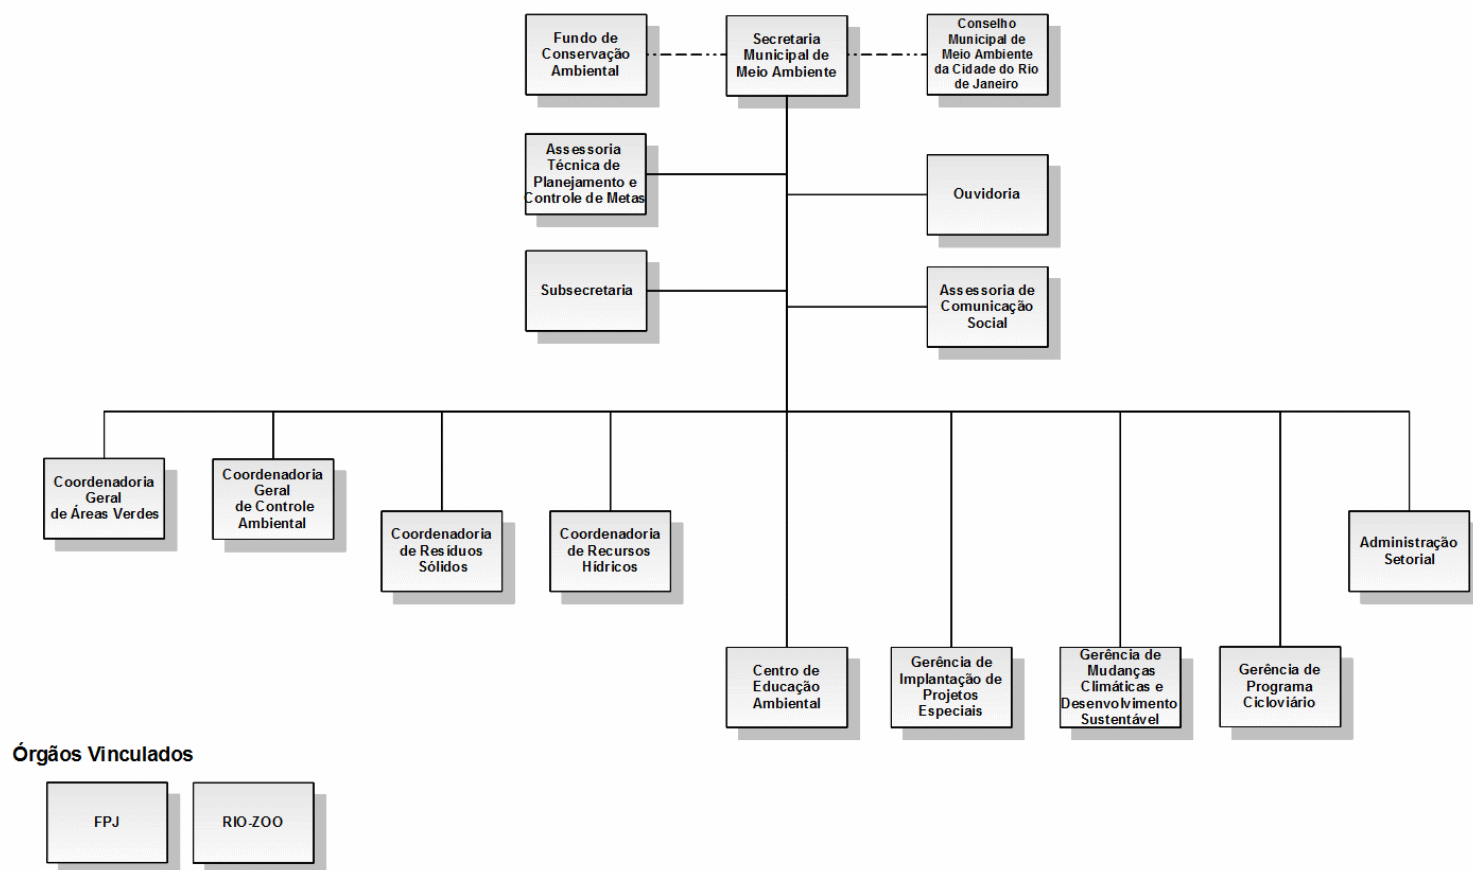 Fundo de
Conservação
Ambiental
Secretaria
Municipal de
Meio Ambiente
Conselho
Municipal de
Meio Ambiente
da Cidade do Rio
de Janeiro
Assessoria
Técnica de
Planejamento e
Controle de Metas
Ouvidoria
Subsecretaria
Assessoria de
Comunicação
Social
Coordenadoria
Geral
de Áreas Verdes
Coordenadoria
Geral
de Controle
Ambiental
Coordenadoria
de Resíduos
Sólidos
Coordenadoria
de Recursos
Hídricos
Administração
Setorial
Centro de
Educação
Ambiental
Gerência de
Implantação de
Projetos
Especiais
Gerência de
Mudanças
Climáticas e
Desenvolvimento
Sustentável
Gerência de
Programa
Cicloviário
Órgãos Vinculados
FPJ
RIO-ZOO